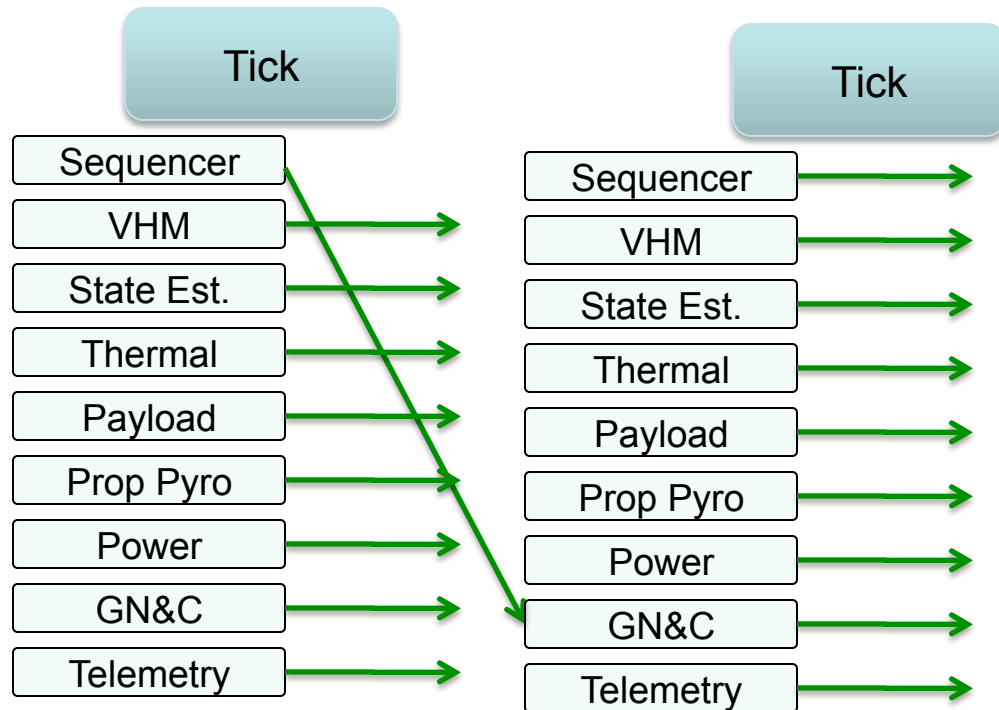 Tick
Sequencer
VHM
State Est.
Thermal
Payload
Prop Pyro
Power
GN&C
Telemetry
Tick
Sequencer
VHM
State Est.
Thermal
Payload
Prop Pyro
Power
GN&C
Telemetry